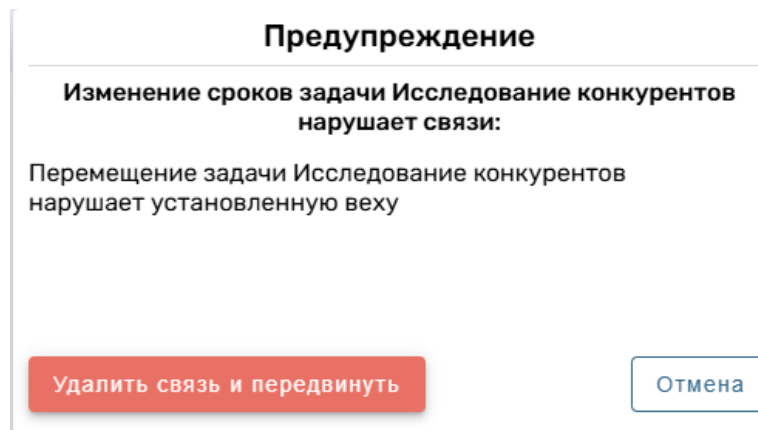 Предупреждение
Изменение сроков задачи Исследование конкурентов
нарушает связи:
Перемещение задачи Исследование конкурентов
нарушает установленную веху
Удалить связь и передвинуть
Отмена